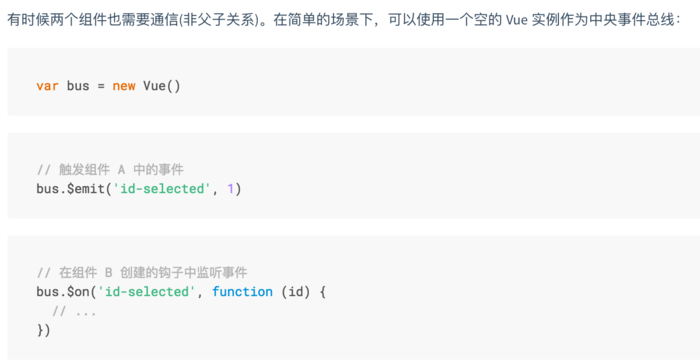 有时候两个组件也需要通信(非父子关系)。在简单的场景下，可以使用一个空的 Vue 实例作为中央事件总线：
var bus = new Vue()
// 触发组件 A 中的事件
bus.$emit('id-selected', 1)
// 在组件 B 创建的钩子中监听事件
bus.$on('id-selected', function (id) {
  // ...
})